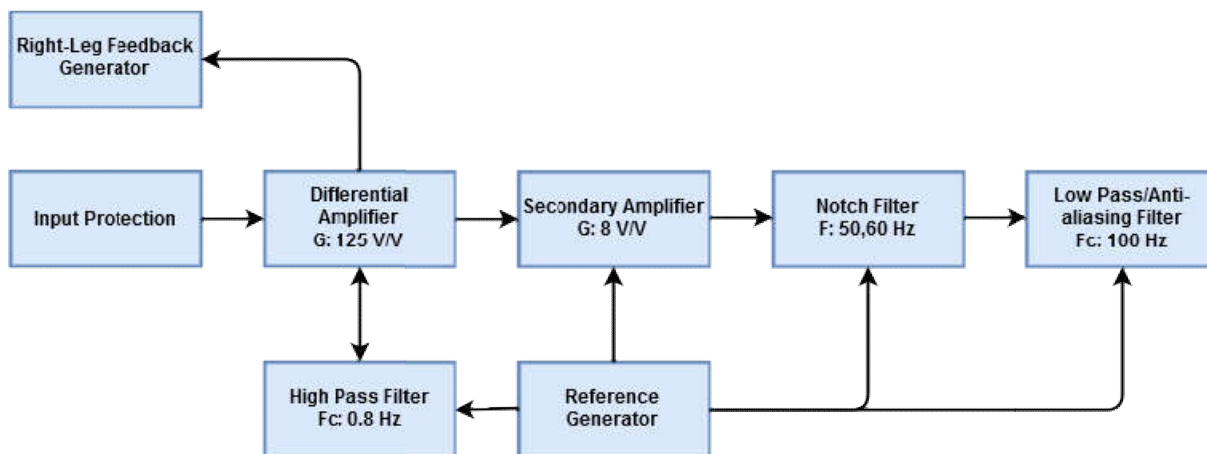 Right-Leg Feedback
Generator
Input Protection
Differential
Amplifier
G: 125 V/V
Secondary Amplifier
G: 8 V/V
Notch Filter
F: 50,60 Hz
Low Pass/Anti-
aliasing Filter
Fc: 100 Hz
High Pass Filter
Fc: 0.8 Hz
Reference
Generator